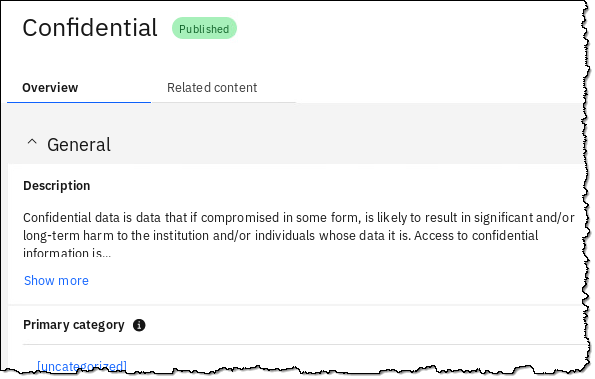 Confidential Published
Overview Related content
General
Description
Confidential data is data that if compromised in some form, is likely to result in significant and/or
long-term harm to the institution and/or individuals whose data it is. Access to confidential
information is...
Show more
Primary category
[uncategorized]